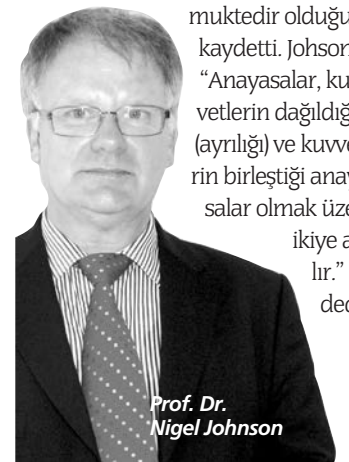 muktedir olduğu
kaydetti. Johson
“Anayasalar, ku
vetlerin dağıldığ
(ayrılığı) ve kuvve
rin birleştiği anay
salar olmak üze
ikiye a
lır.”
ded
Prof. Dr.
Nigel Johnson